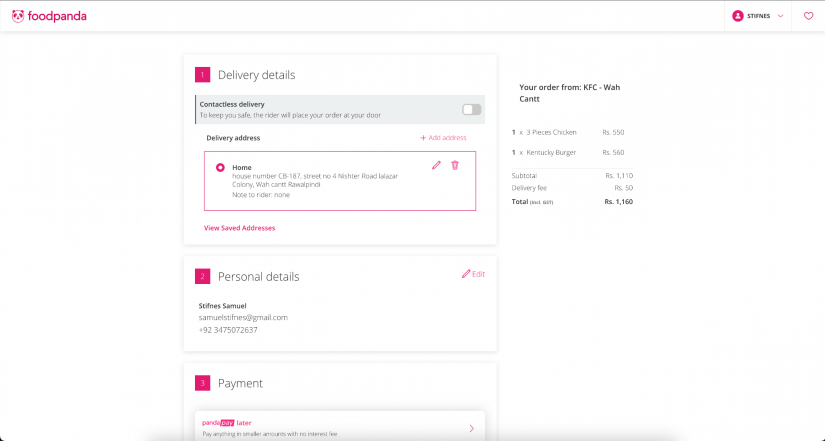 foodpanda
STIFNES
1 Delivery details
Contactless delivery
To keep you safe, the rider will place your order at your door
Delivery address + Add address
Home
house number CB-187, street no 4 Nishter Road lalazar
Colony, Wah cantt Rawalpindi
Note to rider: none
View Saved Addresses
2 Personal details Edit
Stifnes Samuel
samuelstifnes@gmail.com
+92 3475072637
3 Payment
pandapay later
Pay anything in smaller amounts with no interest fee
Your order from: KFC - Wah
Cantt
1 x 3 Pieces Chicken Rs. 550
1 x Kentucky Burger Rs. 560
Subtotal Rs. 1,110
Delivery fee Rs. 50
Total (incl. GST) Rs. 1,160